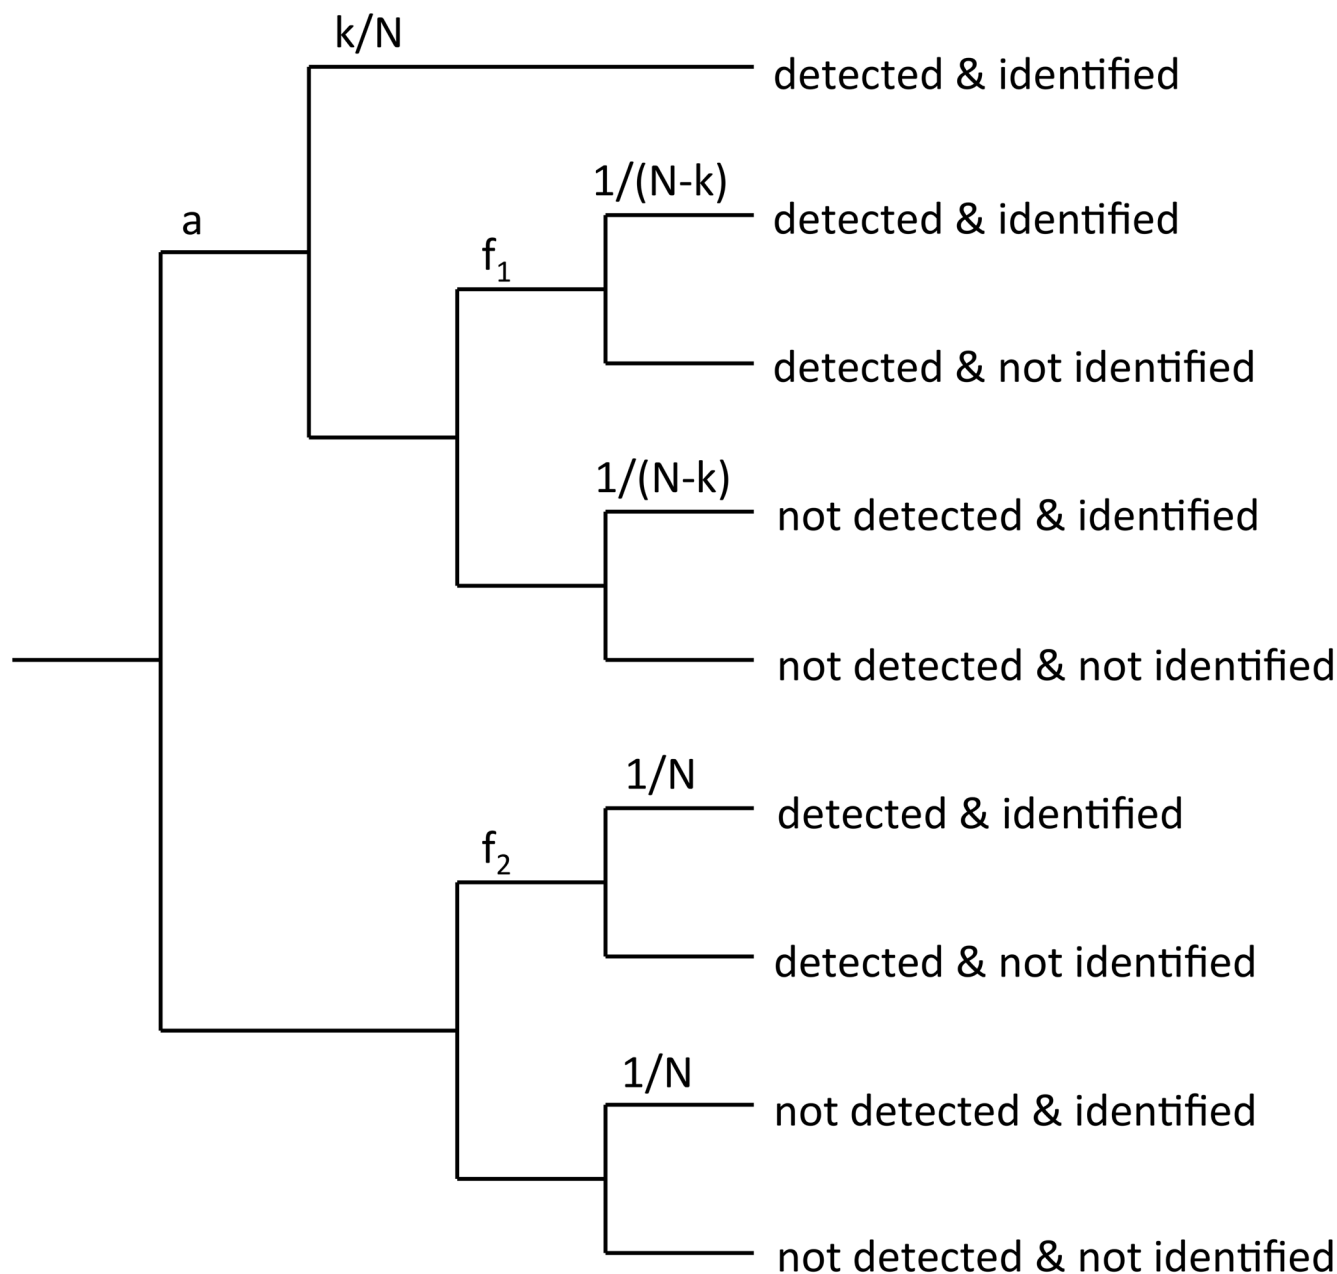 k/N
detected & identified
1/(N-k)
detected & identified
a
f₁
detected & not identified
1/(N-k)
not detected & identified
not detected & not identified
1/N
detected & identified
f₂
detected & not identified
1/N
not detected & identified
not detected & not identified